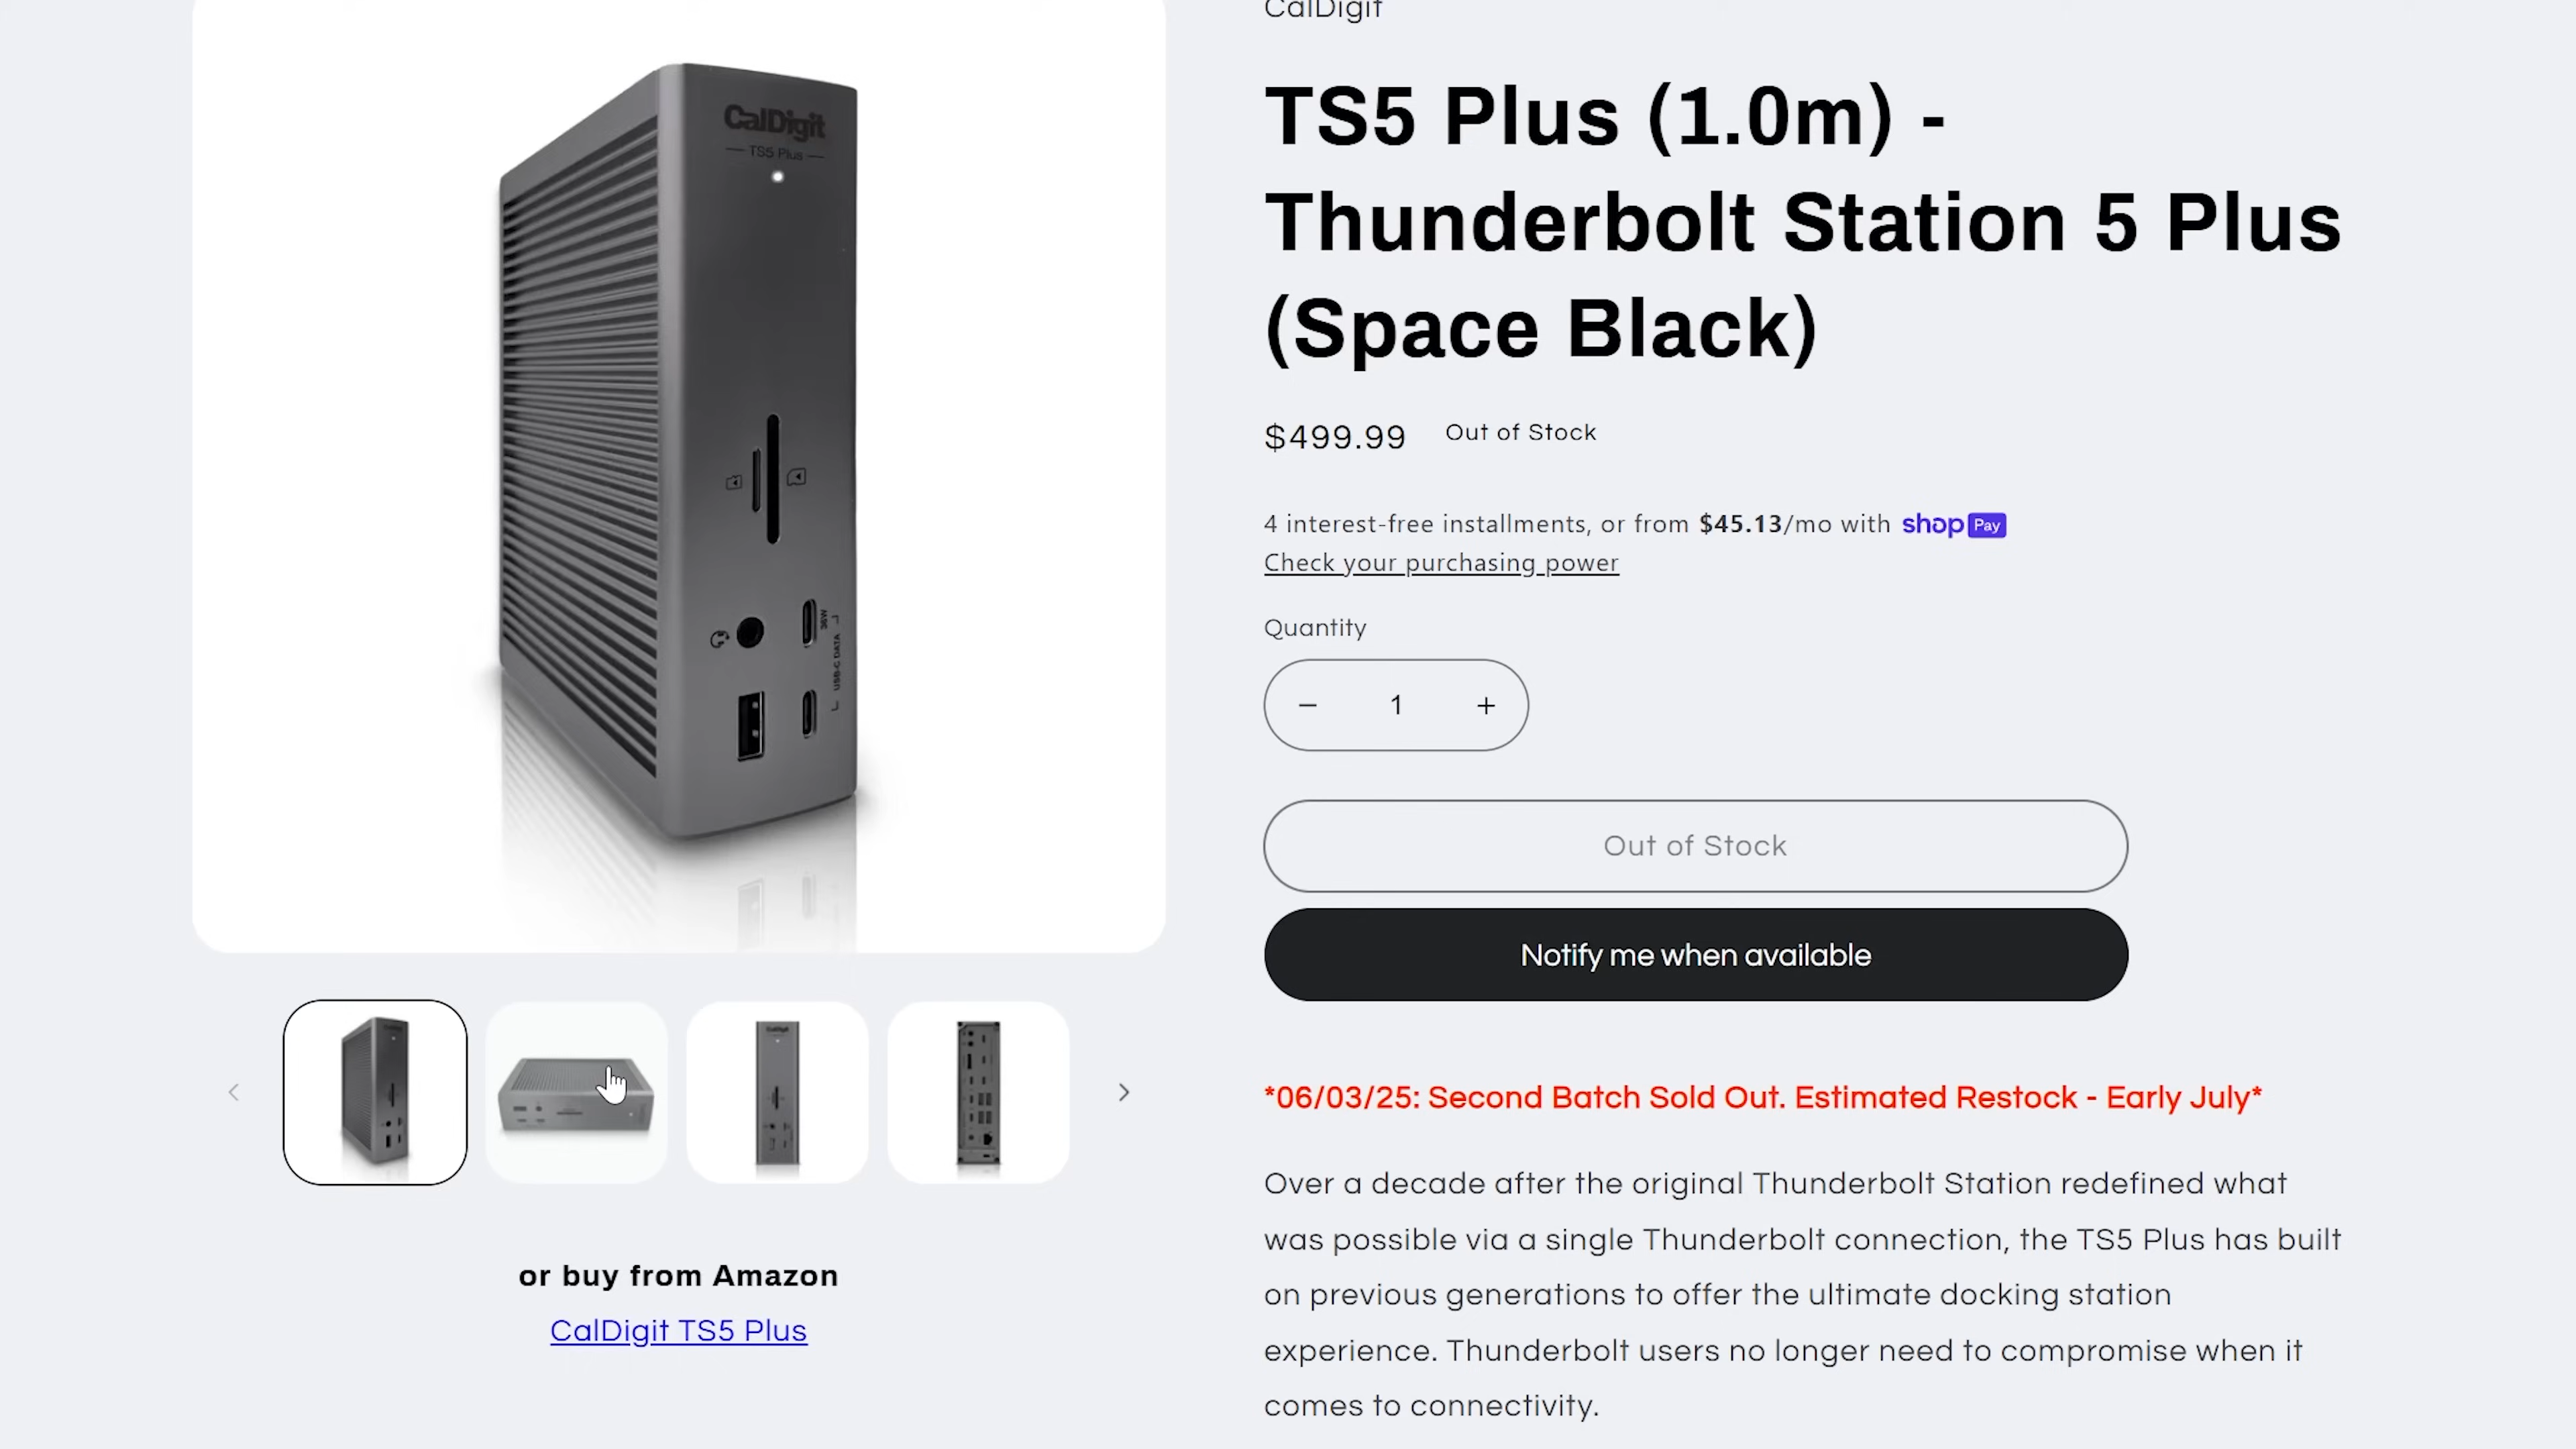 CalDigit
TS5 Plus (1.0m) -
Thunderbolt Station 5 Plus
(Space Black)
$499.99 Out of Stock
4 interest-free installments, or from $45.13/mo with shop Pay
Check your purchasing power
Quantity
− 1 +
Out of Stock
Notify me when available
*06/03/25: Second Batch Sold Out. Estimated Restock - Early July*
Over a decade after the original Thunderbolt Station redefined what
was possible via a single Thunderbolt connection, the TS5 Plus has built
on previous generations to offer the ultimate docking station
experience. Thunderbolt users no longer need to compromise when it
comes to connectivity.
CalDigit
TS5 Plus
36W
USB-C DATA
or buy from Amazon
CalDigit TS5 Plus